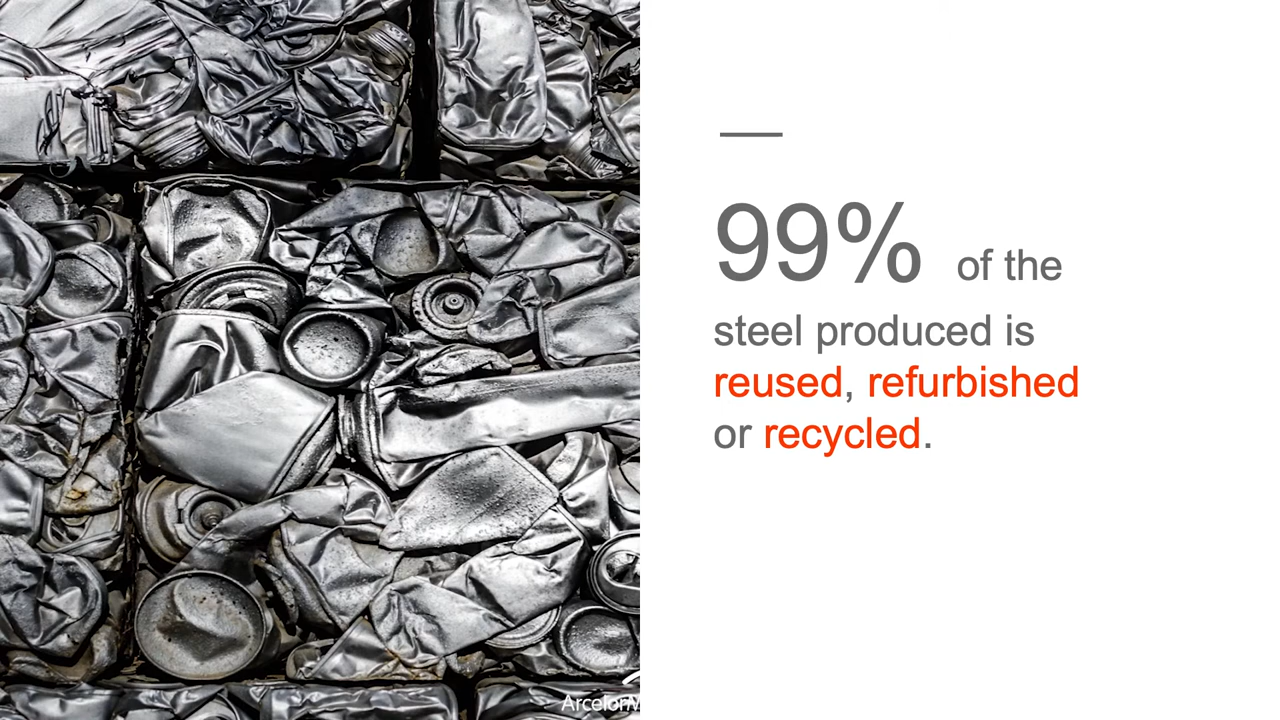 99% of the
steel produced is
reused, refurbished
or recycled.